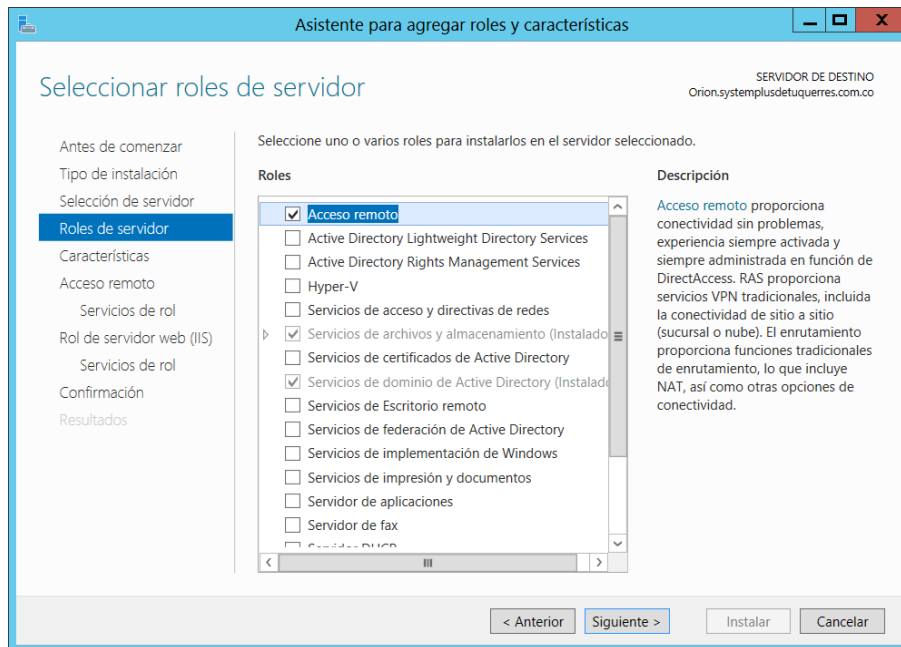 Asistente para agregar roles y características
Seleccionar roles de servidor
SERVIDOR DE DESTINO
Orion.systemplusdetuquerres.com.co
Antes de comenzar
Tipo de instalación
Selección de servidor
Roles de servidor
Características
Acceso remoto
Servicios de rol
Rol de servidor web (IIS)
Servicios de rol
Confirmación
Resultados
Seleccione uno o varios roles para instalarlos en el servidor seleccionado.
Roles
Acceso remoto
Active Directory Lightweight Directory Services
Active Directory Rights Management Services
Hyper-V
Servicios de acceso y directivas de redes
Servicios de archivos y almacenamiento (Instalado
Servicios de certificados de Active Directory
Servicios de dominio de Active Directory (Instalado
Servicios de Escritorio remoto
Servicios de federación de Active Directory
Servicios de implementación de Windows
Servicios de impresión y documentos
Servidor de aplicaciones
Servidor de fax
Servidor DHCP
Descripción
Acceso remoto proporciona
conectividad sin problemas,
experiencia siempre activada y
siempre administrada en función de
DirectAccess. RAS proporciona
servicios VPN tradicionales, incluida
la conectividad de sitio a sitio
(sucursal o nube). El enrutamiento
proporciona funciones tradicionales
de enrutamiento, lo que incluye
NAT, así como otras opciones de
conectividad.
< Anterior
Siguiente >
Instalar
Cancelar